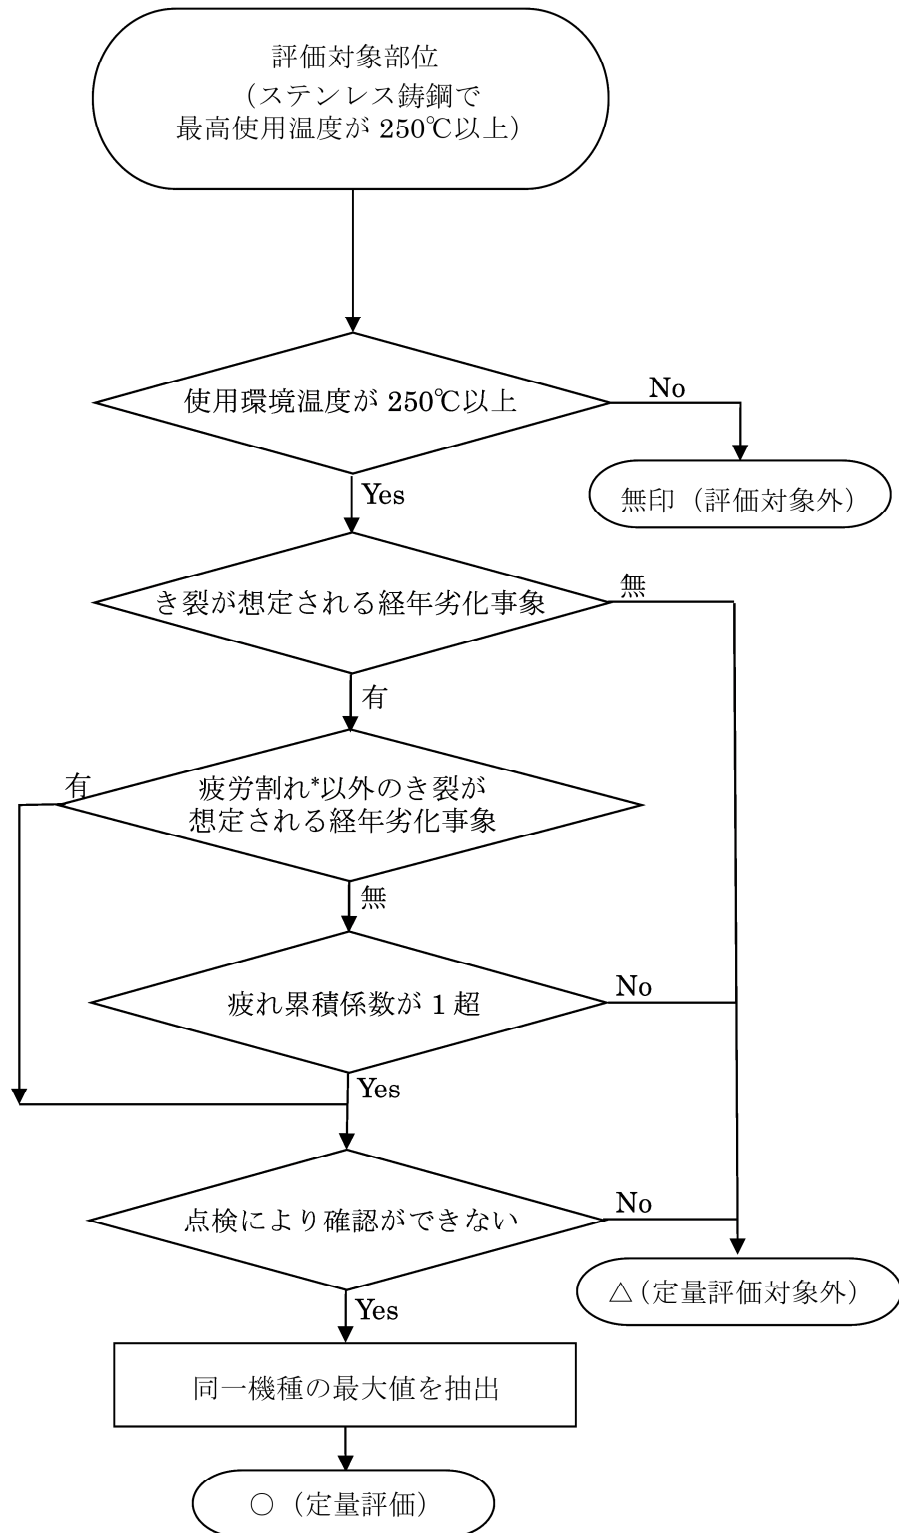 評価対象部位
（ステンレス鋳鋼で
最高使用温度が 250℃以上）
使用環境温度が 250℃以上
No
無印（評価対象外）
Yes
き裂が想定される経年劣化事象
無
有
疲労割れ*以外のき裂が
想定される経年劣化事象
有
無
疲れ累積係数が 1 超
No
Yes
点検により確認ができない
No
△（定量評価対象外）
Yes
同一機種の最大値を抽出
○（定量評価）